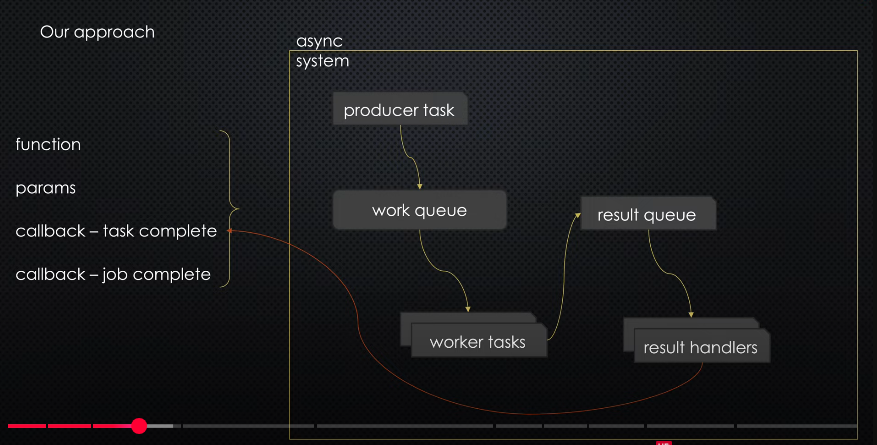 Our approach
async
system
producer task
function
params
work queue
result queue
callback – task complete
callback – job complete
worker tasks
result handlers